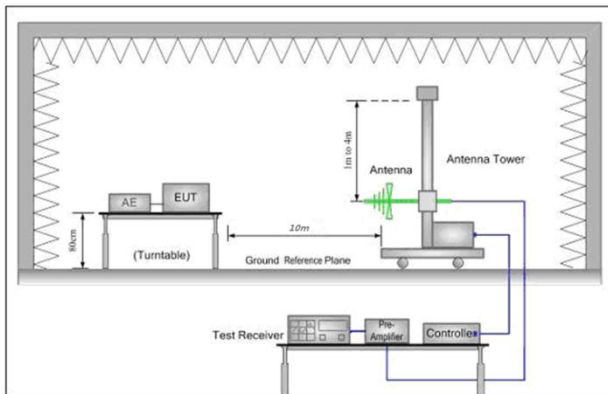 1m to 4m
Antenna
Antenna Tower
AE
EUT
80cm
(Turntable)
10m
Ground Reference Plane
Test Receiver
Pre-
Amplifier
Controller